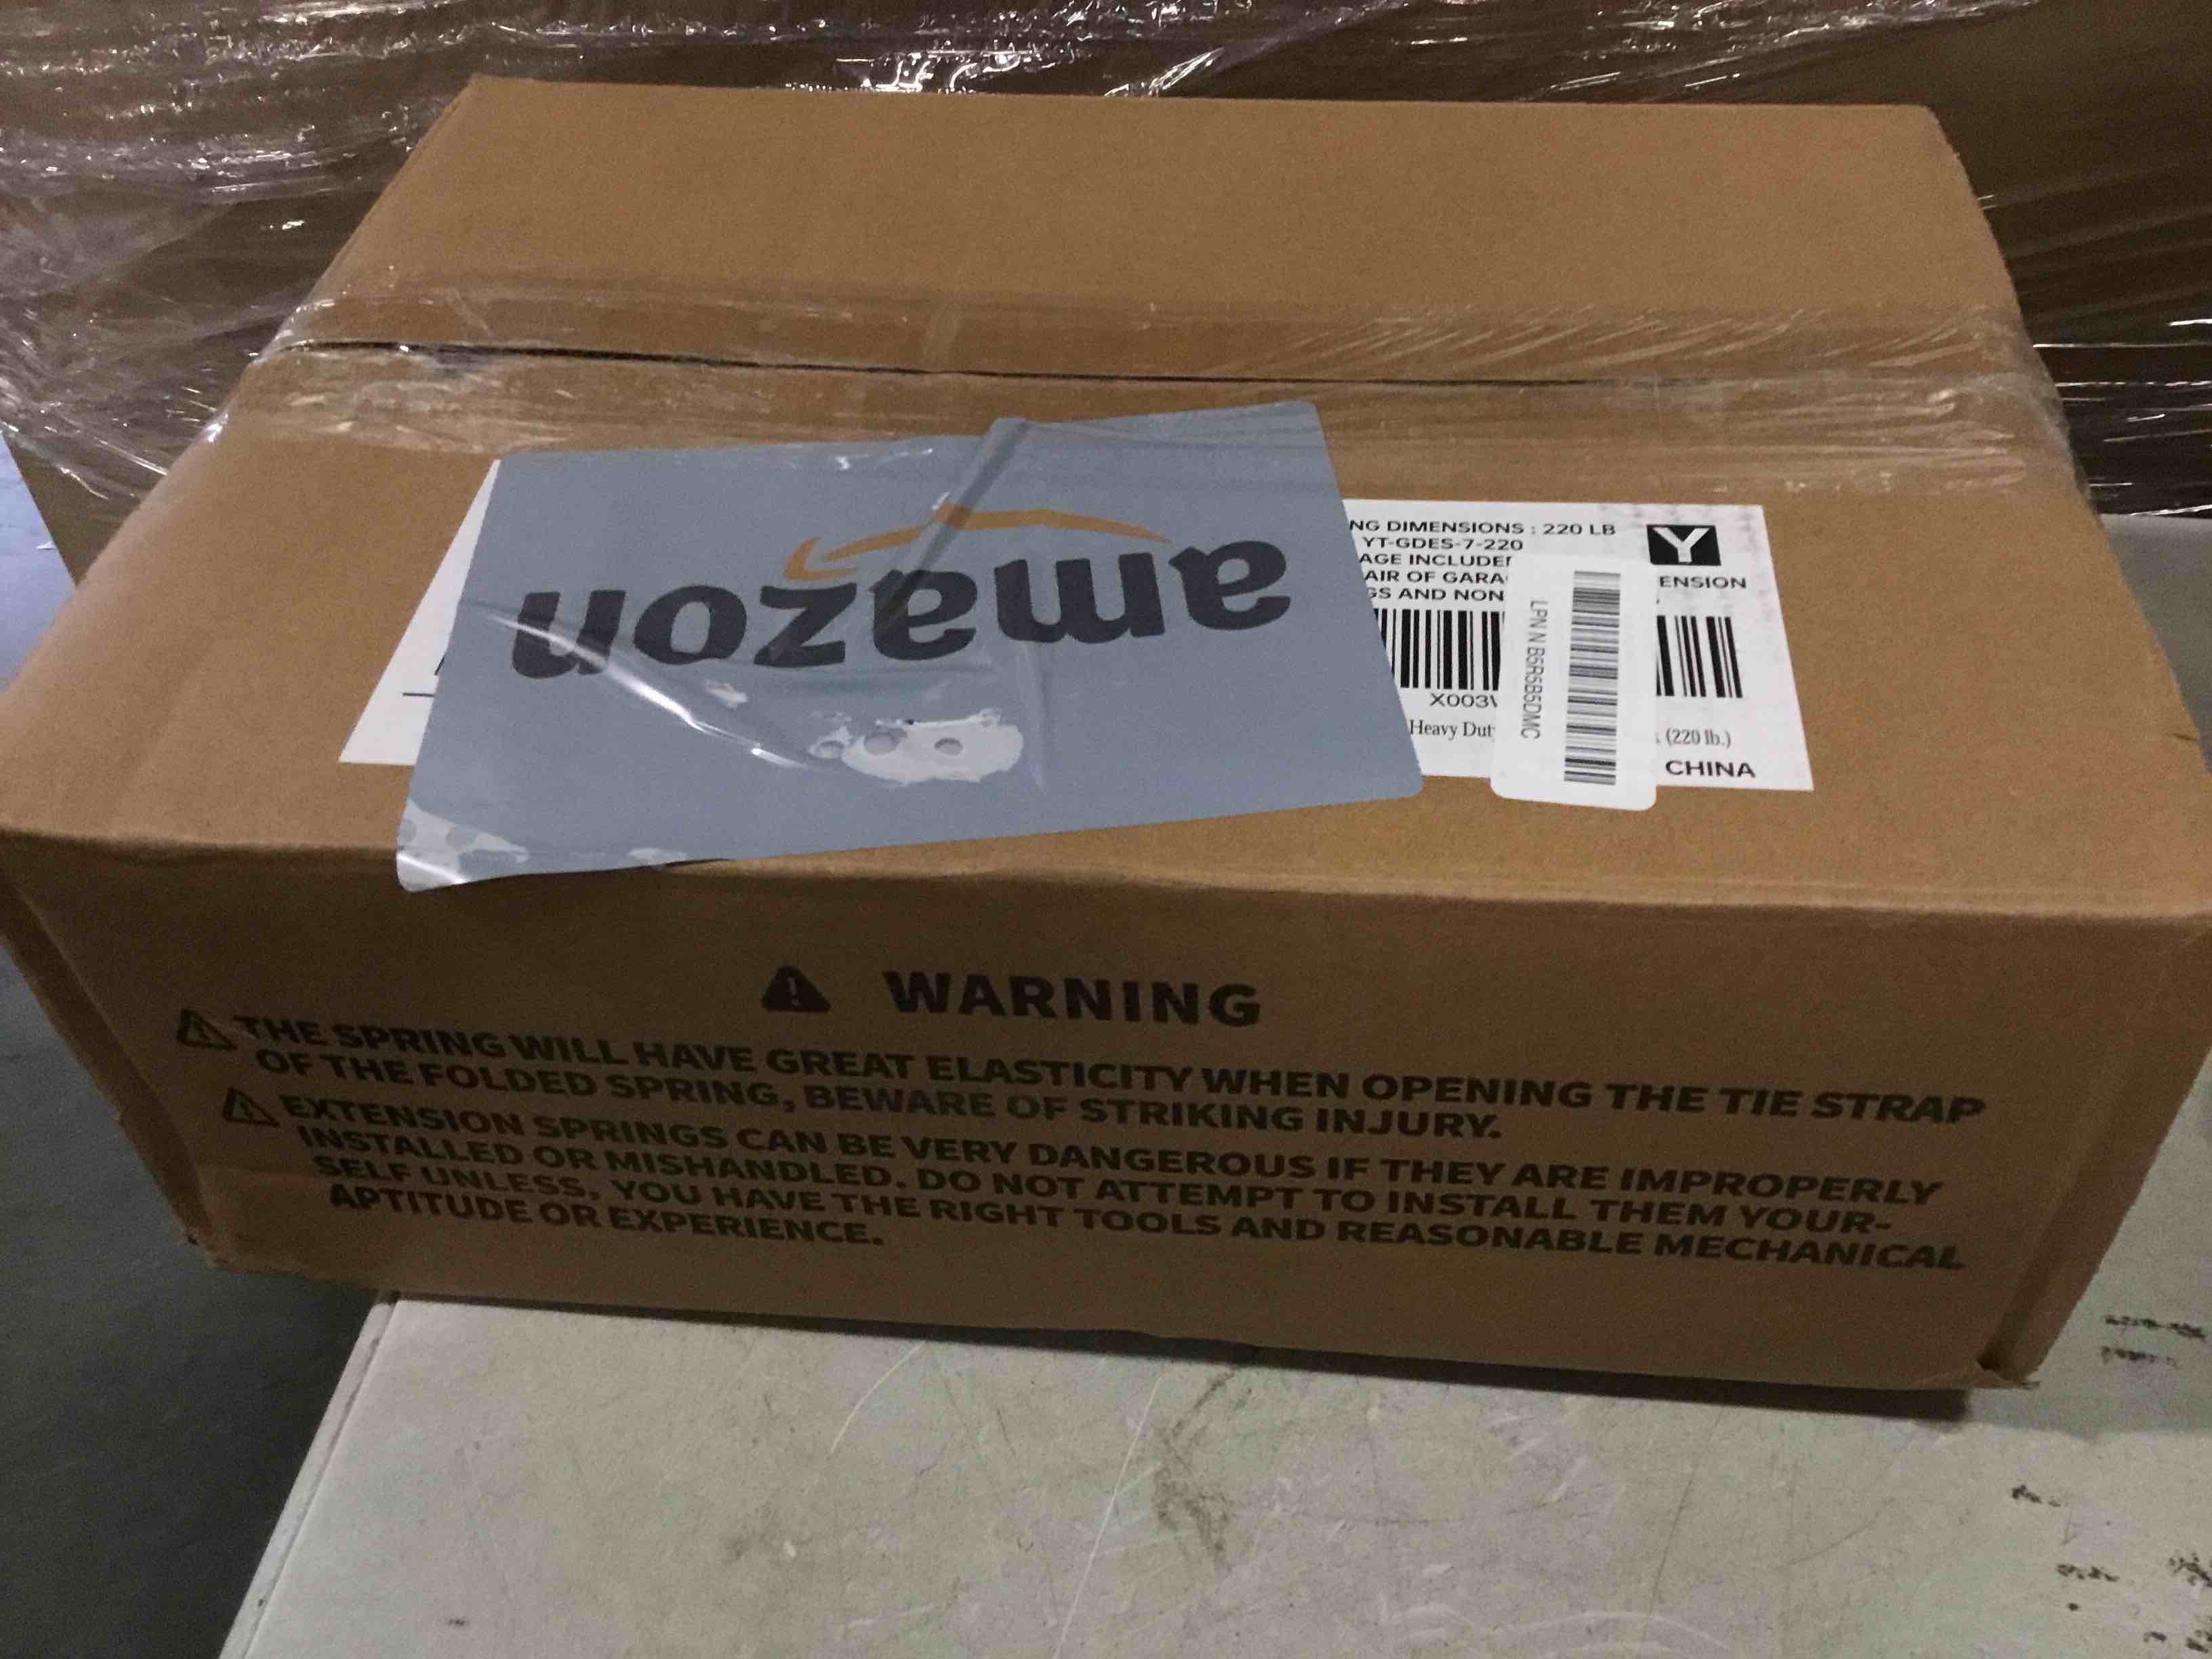 amazon
NG DIMENSIONS : 220 LB
YT-GDES-7-220
AGE INCLUDE
AIR OF GARA ENSION
GS AND NON
X003
Heavy Dut (220 lb.)
CHINA
Y
LPN N B5R5B5DMC
WARNING
THE SPRING WILL HAVE GREAT ELASTICITY WHEN OPENING THE TIE STRAP
OF THE FOLDED SPRING, BEWARE OF STRIKING INJURY.
EXTENSION SPRINGS CAN BE VERY DANGEROUS IF THEY ARE IMPROPERLY
INSTALLED OR MISHANDLED. DO NOT ATTEMPT TO INSTALL THEM YOUR-
SELF UNLESS, YOU HAVE THE RIGHT TOOLS AND REASONABLE MECHANICAL
APTITUDE OR EXPERIENCE.